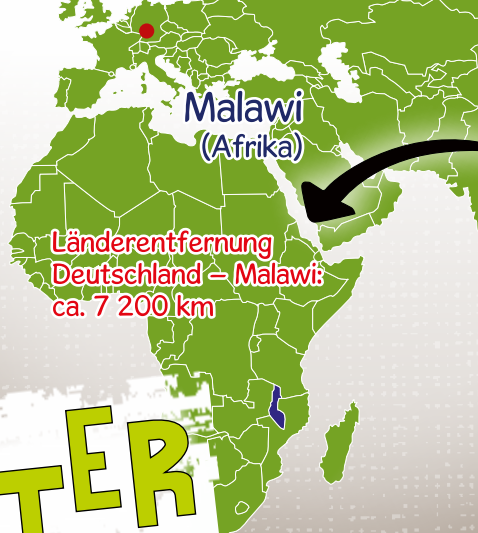 Malawi
(Afrika)
Länderentfernung
Deutschland – Malawi:
ca. 7 200 km
TER